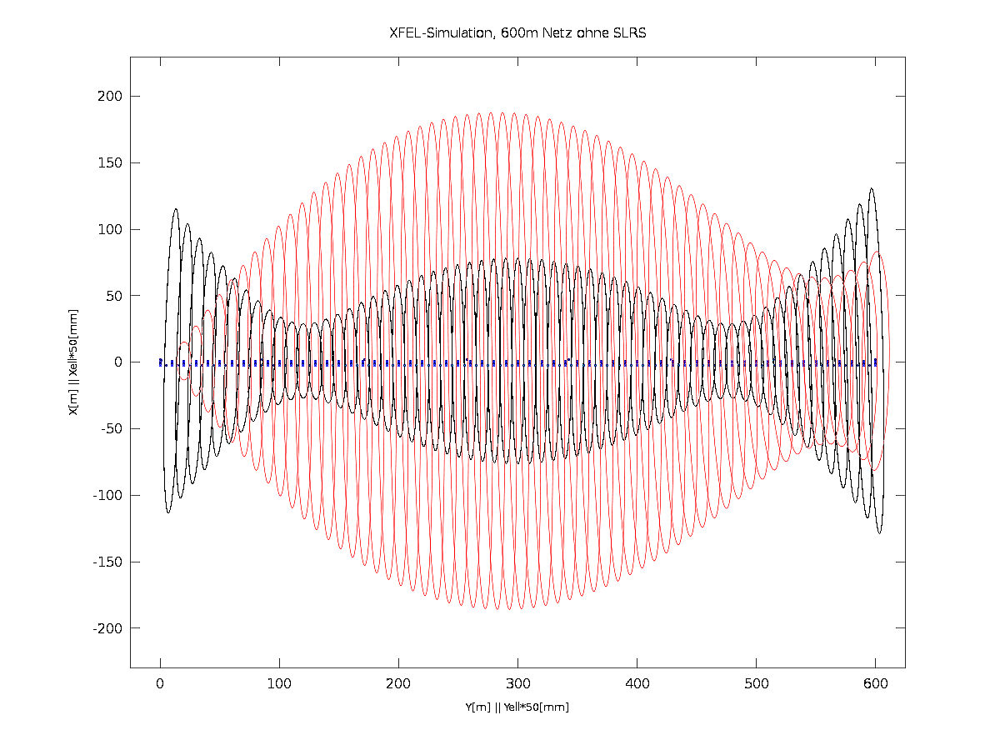 XFEL-Simulation, 600m Netz ohne SLRS
200
150
100
50
0
-50
-100
-150
-200
X[m] || Xell*50[mm]
0 100 200 300 400 500 600
Y[m] || Yell*50[mm]